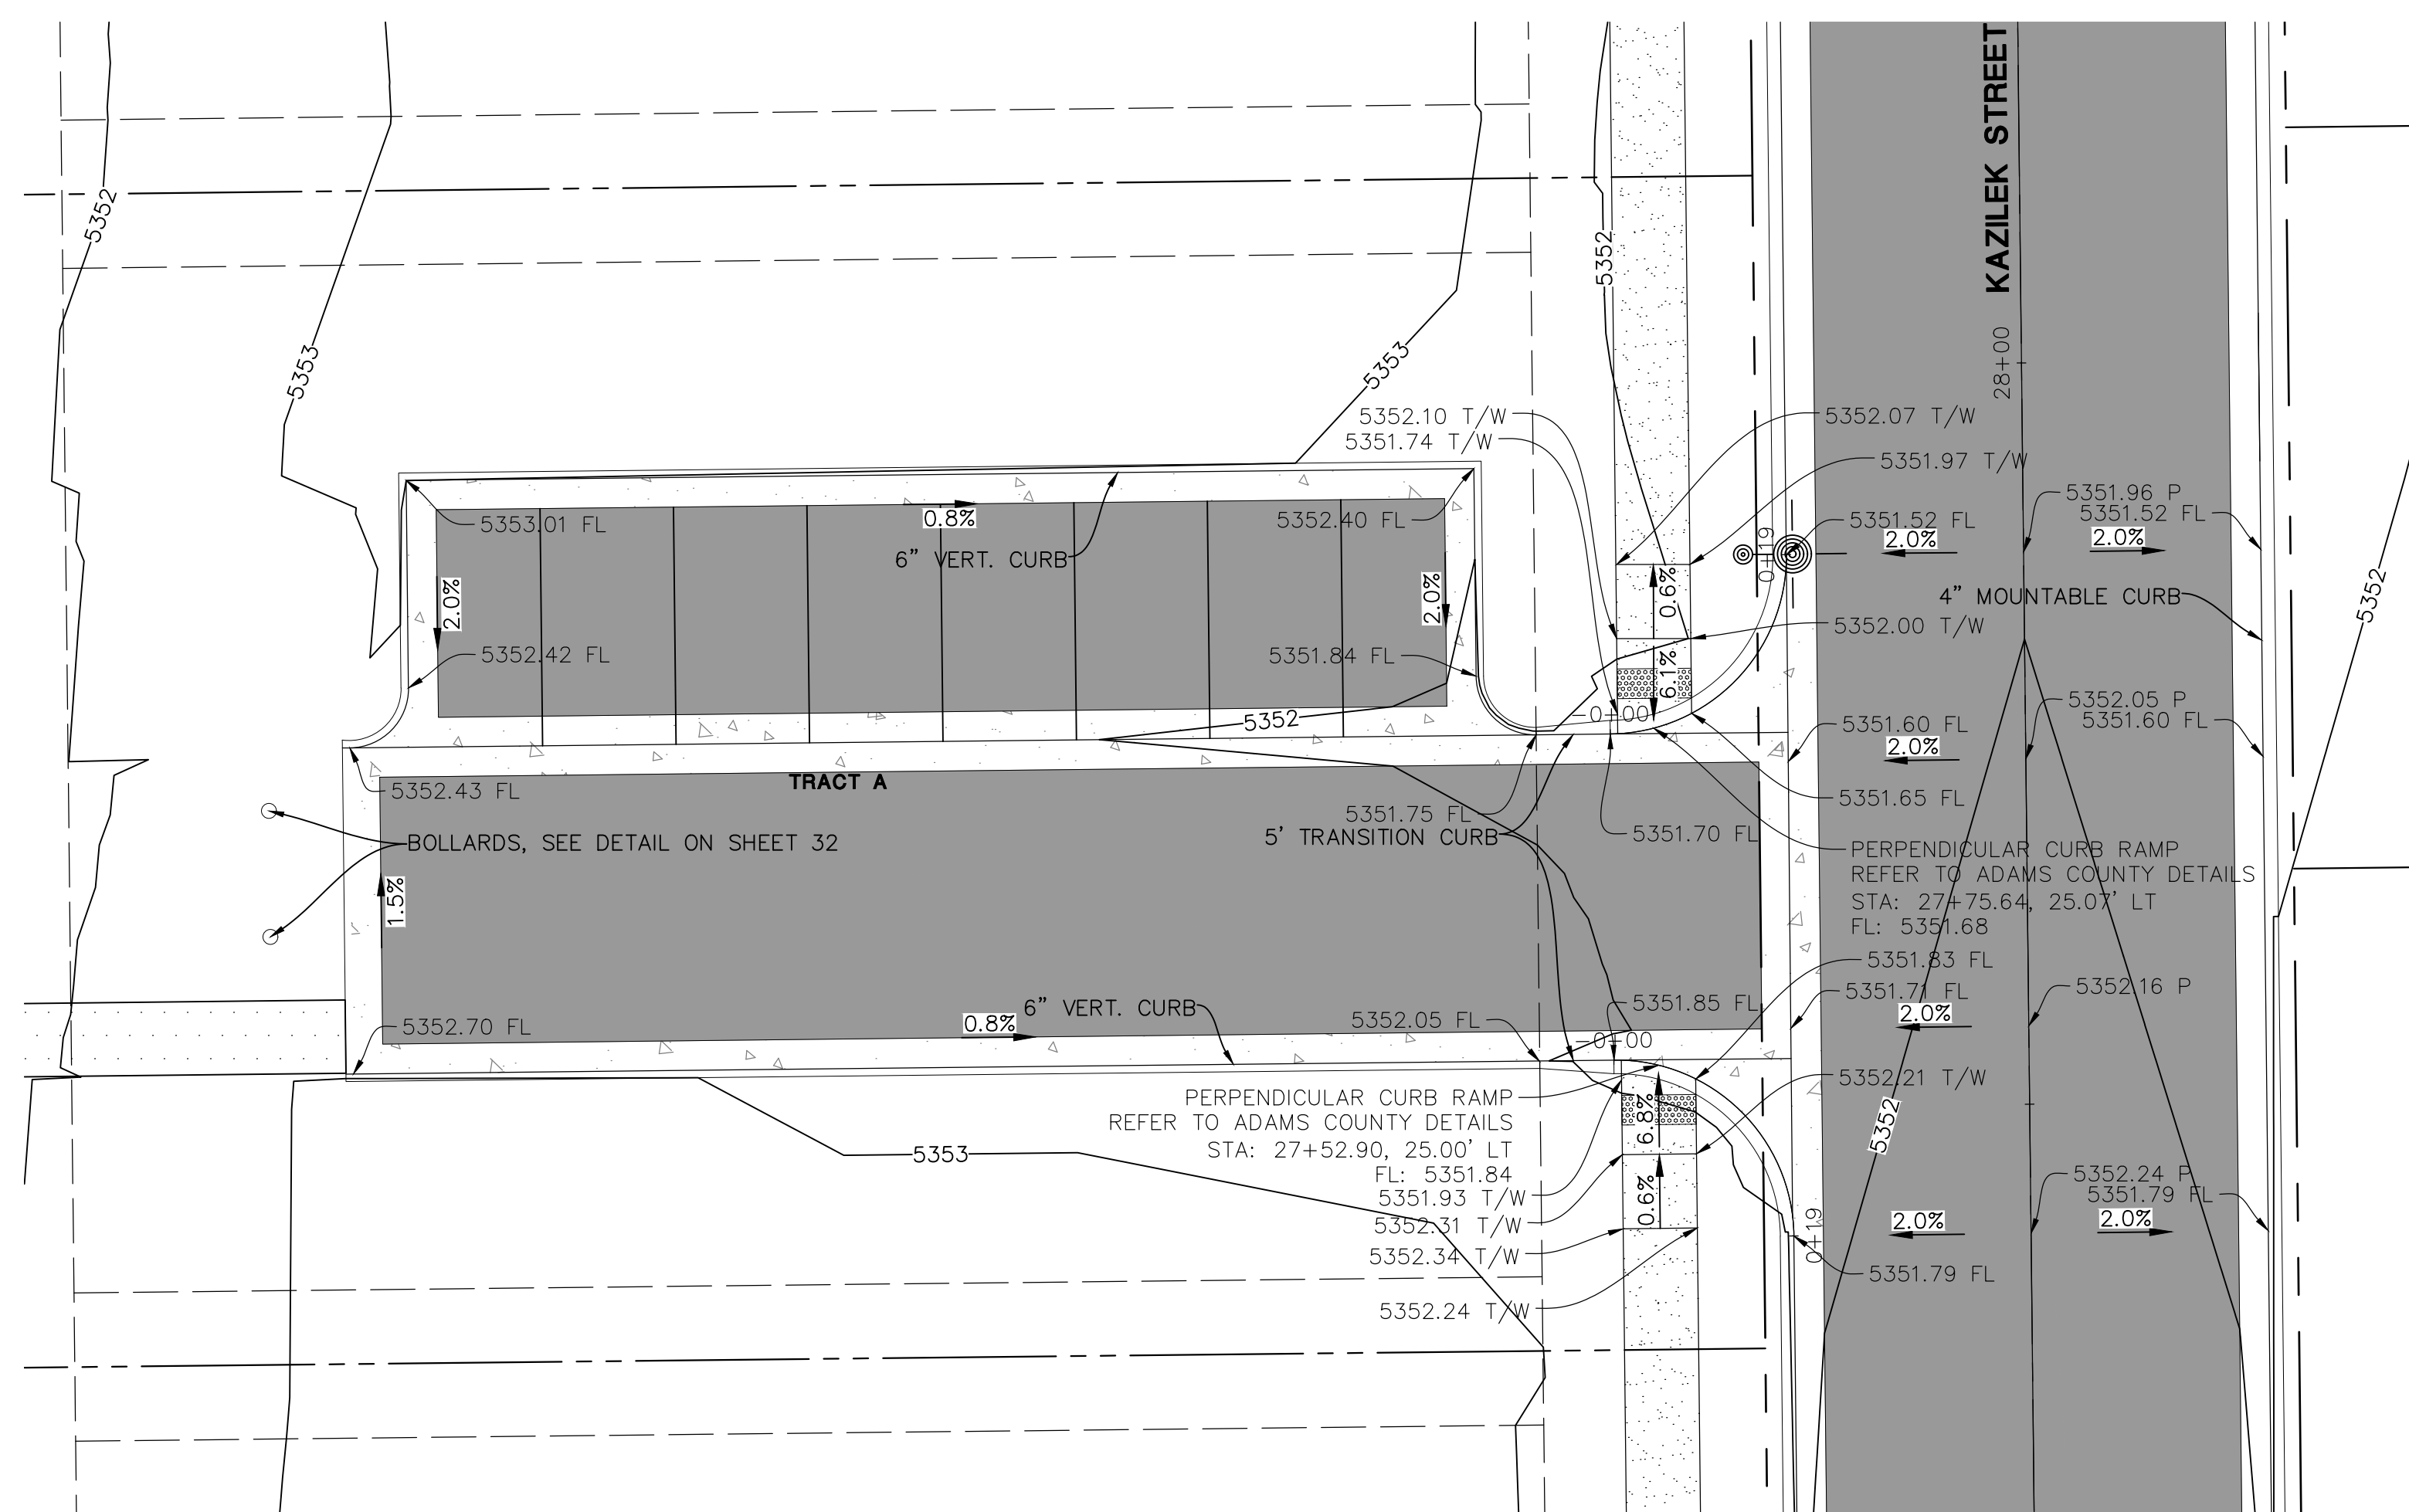 KAZILEK STREET
28+00
5352
5353
5352
5353
5352.10 T/W
5351.74 T/W
5352.07 T/W
5351.97 T/W
5351.96 P
5351.52 FL
5351.52 FL
0+19
2.0%
2.0%
5353.01 FL
0.8%
5352.40 FL
6" VERT. CURB
2.0%
2.0%
0.6%
4" MOUNTABLE CURB
5352
5352.00 T/W
5352.42 FL
5351.84 FL
6.1%
5352.05 P
5352
-0+00
5351.60 FL
5351.60 FL
2.0%
TRACT A
5352.43 FL
5351.65 FL
5351.75 FL
5' TRANSITION CURB
5351.70 FL
BOLLARDS, SEE DETAIL ON SHEET 32
PERPENDICULAR CURB RAMP
REFER TO ADAMS COUNTY DETAILS
STA: 27+75.64, 25.07' LT
FL: 5351.68
1.5%
5351.83 FL
5351.71 FL
5352.16 P
2.0%
6" VERT. CURB
5351.85 FL
5352.70 FL
0.8%
5352.05 FL
-0+00
5352.21 T/W
PERPENDICULAR CURB RAMP
REFER TO ADAMS COUNTY DETAILS
STA: 27+52.90, 25.00' LT
FL: 5351.84
6.8%
5352
5353
5351.93 T/W
5352.31 T/W
5352.34 T/W
0.6%
5352.24 P
5351.79 FL
2.0%
2.0%
0+19
5351.79 FL
5352.24 T/W